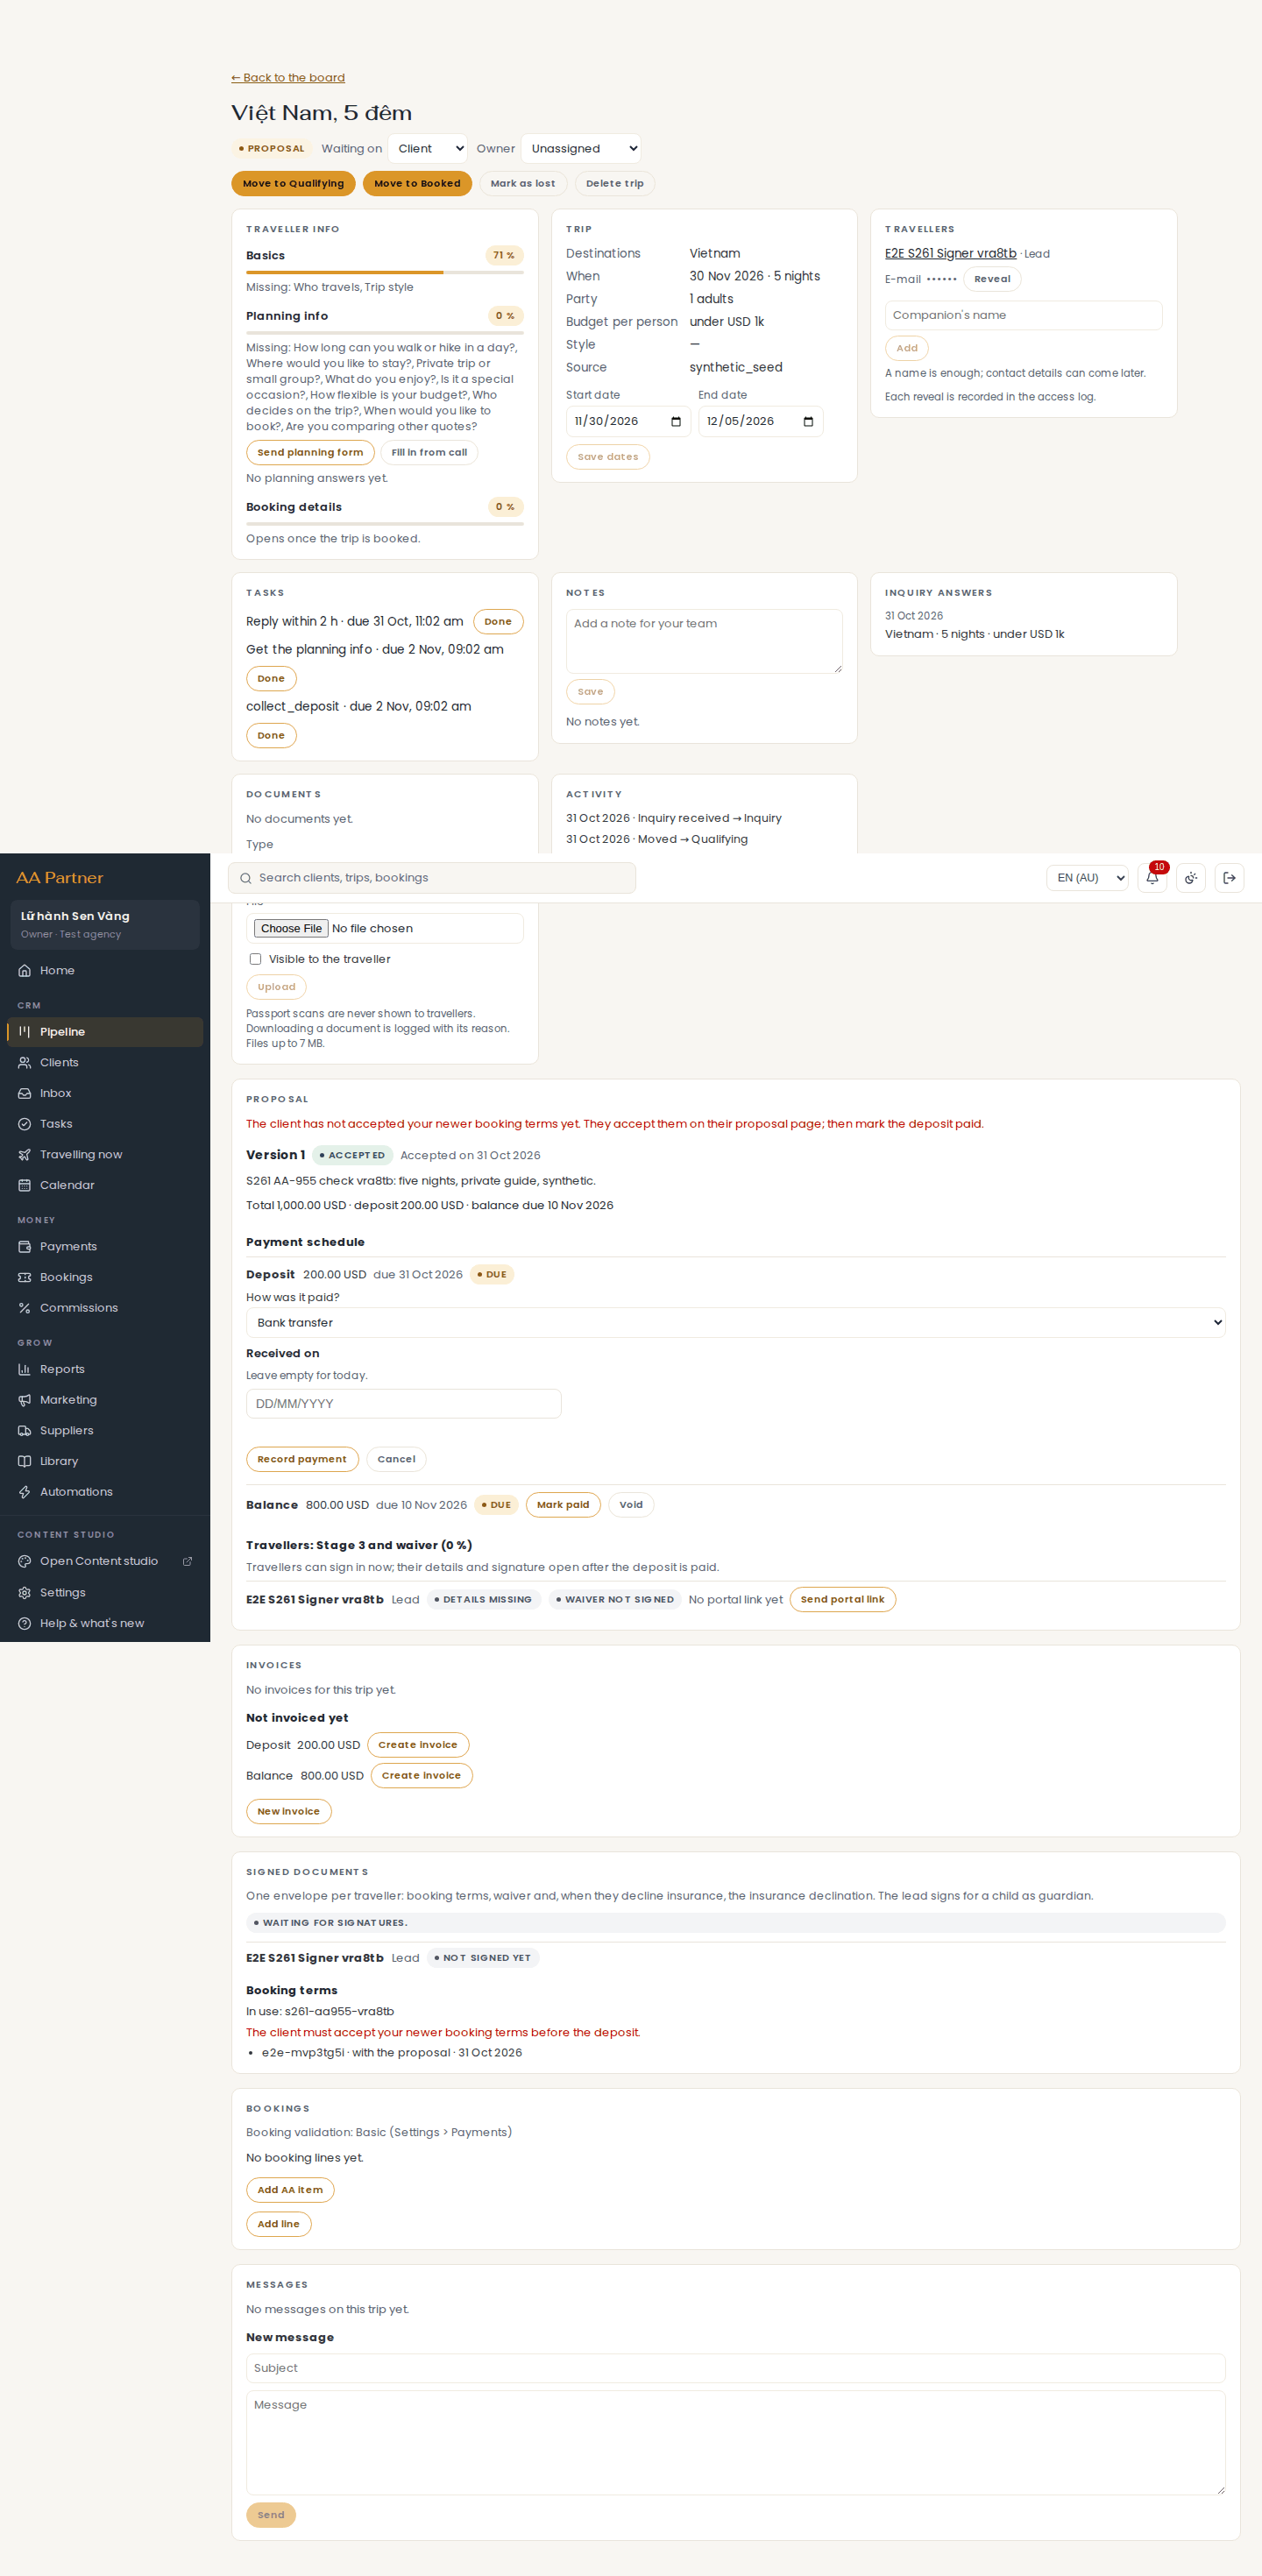 ← Back to the board
Việt Nam, 5 đêm
PROPOSAL Waiting on Client Owner Unassigned
Move to Qualifying Move to Booked Mark as lost Delete trip
TRAVELLER INFO
Basics 71 %
Missing: Who travels, Trip style
Planning info 0 %
Missing: How long can you walk or hike in a day?,
Where would you like to stay?, Private trip or
small group?, What do you enjoy?, Is it a special
occasion?, How flexible is your budget?, Who
decides on the trip?, When would you like to
book?, Are you comparing other quotes?
Send planning form Fill in from call
No planning answers yet.
Booking details 0 %
Opens once the trip is booked.
TRIP
Destinations Vietnam
When 30 Nov 2026 · 5 nights
Party 1 adults
Budget per person under USD 1k
Style —
Source synthetic_seed
Start date End date
11/30/2026 12/05/2026
Save dates
TRAVELLERS
E2E S261 Signer vra8tb · Lead
E-mail •••••• Reveal
Companion's name
Add
A name is enough; contact details can come later.
Each reveal is recorded in the access log.
TASKS
Reply within 2 h · due 31 Oct, 11:02 am Done
Get the planning info · due 2 Nov, 09:02 am
Done
collect_deposit · due 2 Nov, 09:02 am
Done
NOTES
Add a note for your team
Save
No notes yet.
INQUIRY ANSWERS
31 Oct 2026
Vietnam · 5 nights · under USD 1k
DOCUMENTS
No documents yet.
Type
ACTIVITY
31 Oct 2026 · Inquiry received → Inquiry
31 Oct 2026 · Moved → Qualifying
AA Partner
Lữ hành Sen Vàng
Owner · Test agency
Home
CRM
Pipeline
Clients
Inbox
Tasks
Travelling now
Calendar
MONEY
Payments
Bookings
Commissions
GROW
Reports
Marketing
Suppliers
Library
Automations
CONTENT STUDIO
Open Content studio
Settings
Help & what's new
Search clients, trips, bookings
EN (AU) 10
Choose File No file chosen
Visible to the traveller
Upload
Passport scans are never shown to travellers.
Downloading a document is logged with its reason.
Files up to 7 MB.
PROPOSAL
The client has not accepted your newer booking terms yet. They accept them on their proposal page; then mark the deposit paid.
Version 1 ACCEPTED Accepted on 31 Oct 2026
S261 AA-955 check vra8tb: five nights, private guide, synthetic.
Total 1,000.00 USD · deposit 200.00 USD · balance due 10 Nov 2026
Payment schedule
Deposit 200.00 USD due 31 Oct 2026 DUE
How was it paid?
Bank transfer
Received on
Leave empty for today.
DD/MM/YYYY
Record payment Cancel
Balance 800.00 USD due 10 Nov 2026 DUE Mark paid Void
Travellers: Stage 3 and waiver (0 %)
Travellers can sign in now; their details and signature open after the deposit is paid.
E2E S261 Signer vra8tb Lead DETAILS MISSING WAIVER NOT SIGNED No portal link yet Send portal link
INVOICES
No invoices for this trip yet.
Not invoiced yet
Deposit 200.00 USD Create invoice
Balance 800.00 USD Create invoice
New invoice
SIGNED DOCUMENTS
One envelope per traveller: booking terms, waiver and, when they decline insurance, the insurance declination. The lead signs for a child as guardian.
WAITING FOR SIGNATURES.
E2E S261 Signer vra8tb Lead NOT SIGNED YET
Booking terms
In use: s261-aa955-vra8tb
The client must accept your newer booking terms before the deposit.
• e2e-mvp3tg5i · with the proposal · 31 Oct 2026
BOOKINGS
Booking validation: Basic (Settings > Payments)
No booking lines yet.
Add AA item
Add line
MESSAGES
No messages on this trip yet.
New message
Subject
Message
Send